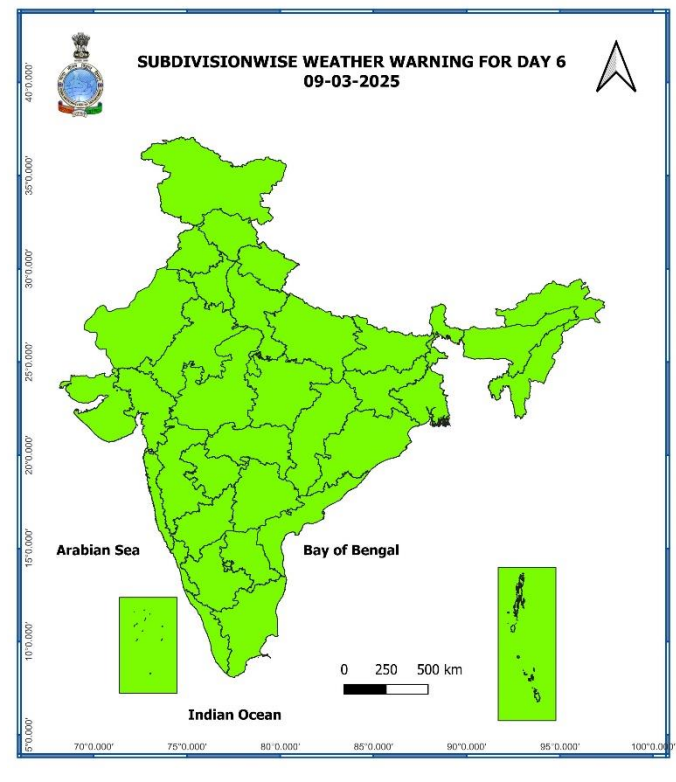 SUBDIVISIONWISE WEATHER WARNING FOR DAY 6
09-03-2025
40°0.000'
35°0.000'
30°0.000'
25°0.000'
20°0.000'
15°0.000'
10°0.000'
5°0.000'
Arabian Sea
Bay of Bengal
0 250 500 km
Indian Ocean
70°0.000' 75°0.000' 80°0.000' 85°0.000' 90°0.000' 95°0.000' 100°0.000'